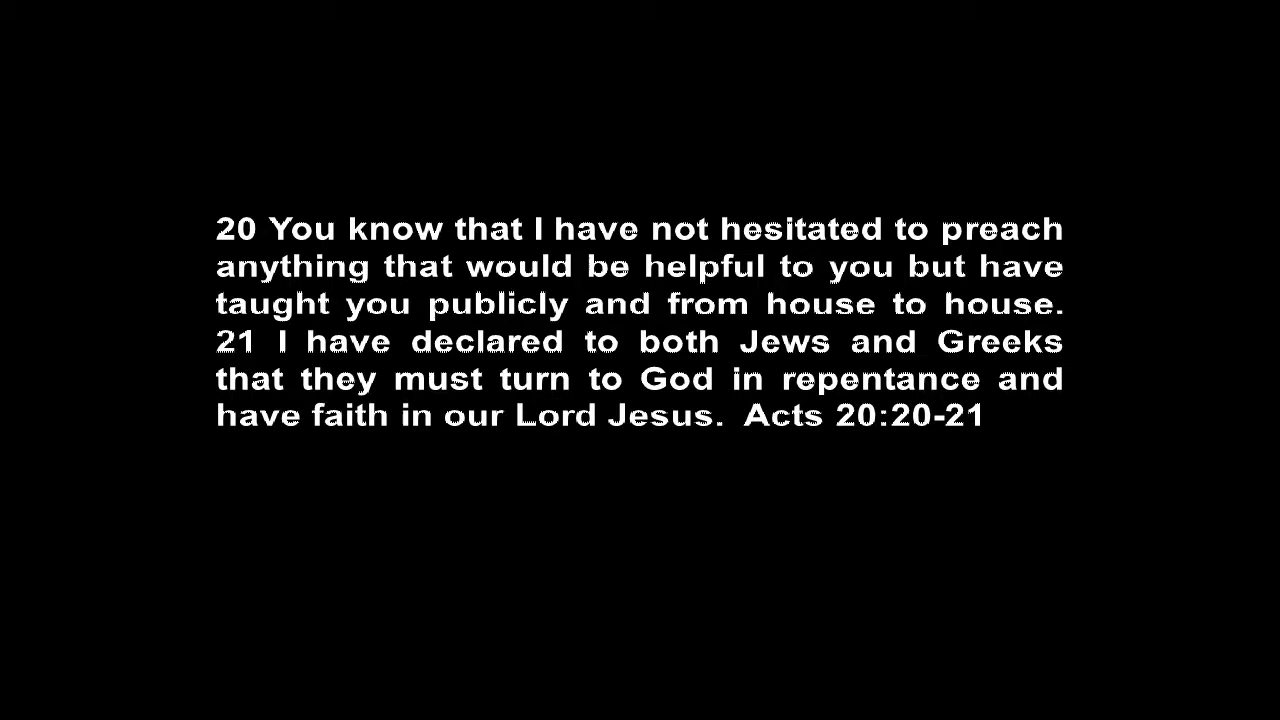 20 You know that I have not hesitated to preach
anything that would be helpful to you but have
taught you publicly and from house to house.
21 I have declared to both Jews and Greeks
that they must turn to God in repentance and
have faith in our Lord Jesus.  Acts 20:20-21